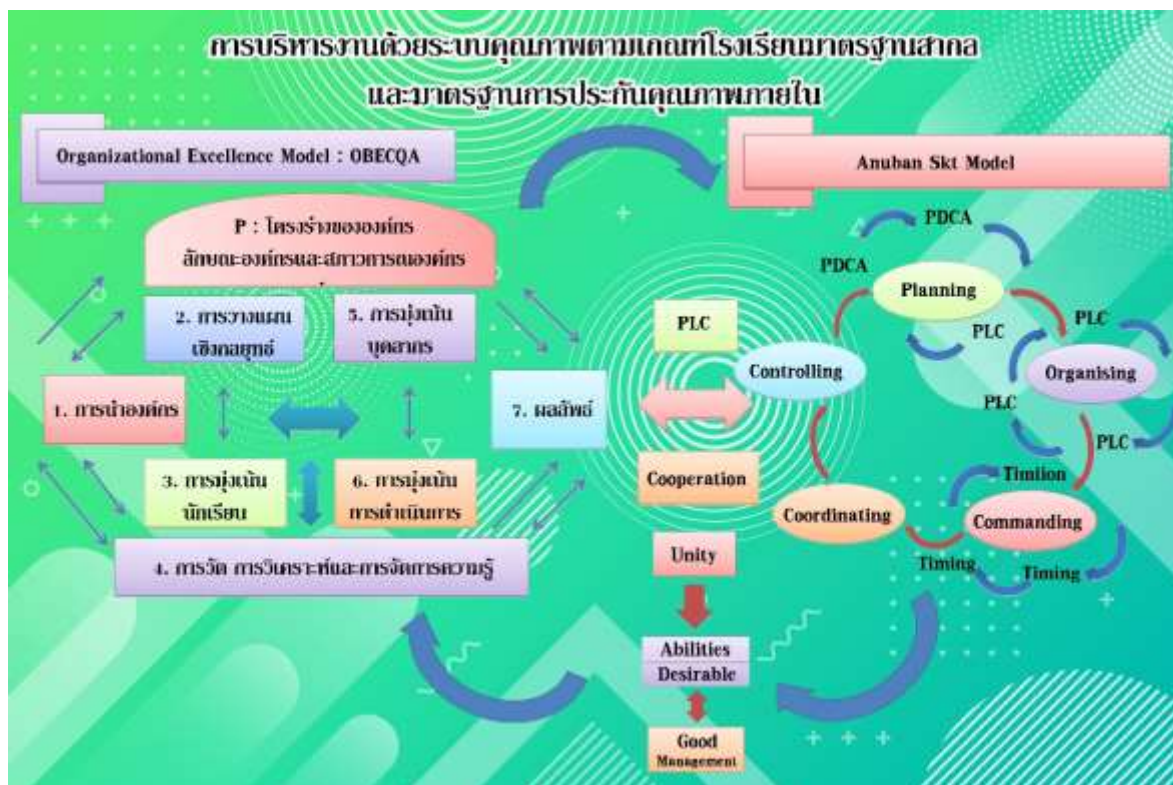 การบริหารงานด้วยระบบคุณภาพตามเกณฑ์โรงเรียนมาตรฐานสากล
และมาตรฐานการประกันคุณภาพภายใน
Organizational Excellence Model : OBECQA
Anuban Skt Model
P : โครงร่างขององค์กร
ลักษณะองค์กรและสภาวการณองค์กร
2. การวางแผน
เชิงกลยุทธ์
5. การมุ่งเน้น
บุคลากร
1. การนำองค์กร
7. ผลลัพธ์
3. การมุ่งเน้น
นักเรียน
6. การมุ่งเน้น
การดำเนินการ
4. การวัด การวิเคราะห์และการจัดการความรู้
PLC
Cooperation
Unity
Abilities
Desirable
Good
Management
PDCA
PDCA
Planning
PLC
PLC
Controlling
Organising
PLC
PLC
Timtion
Coordinating
Commanding
Timing
Timing